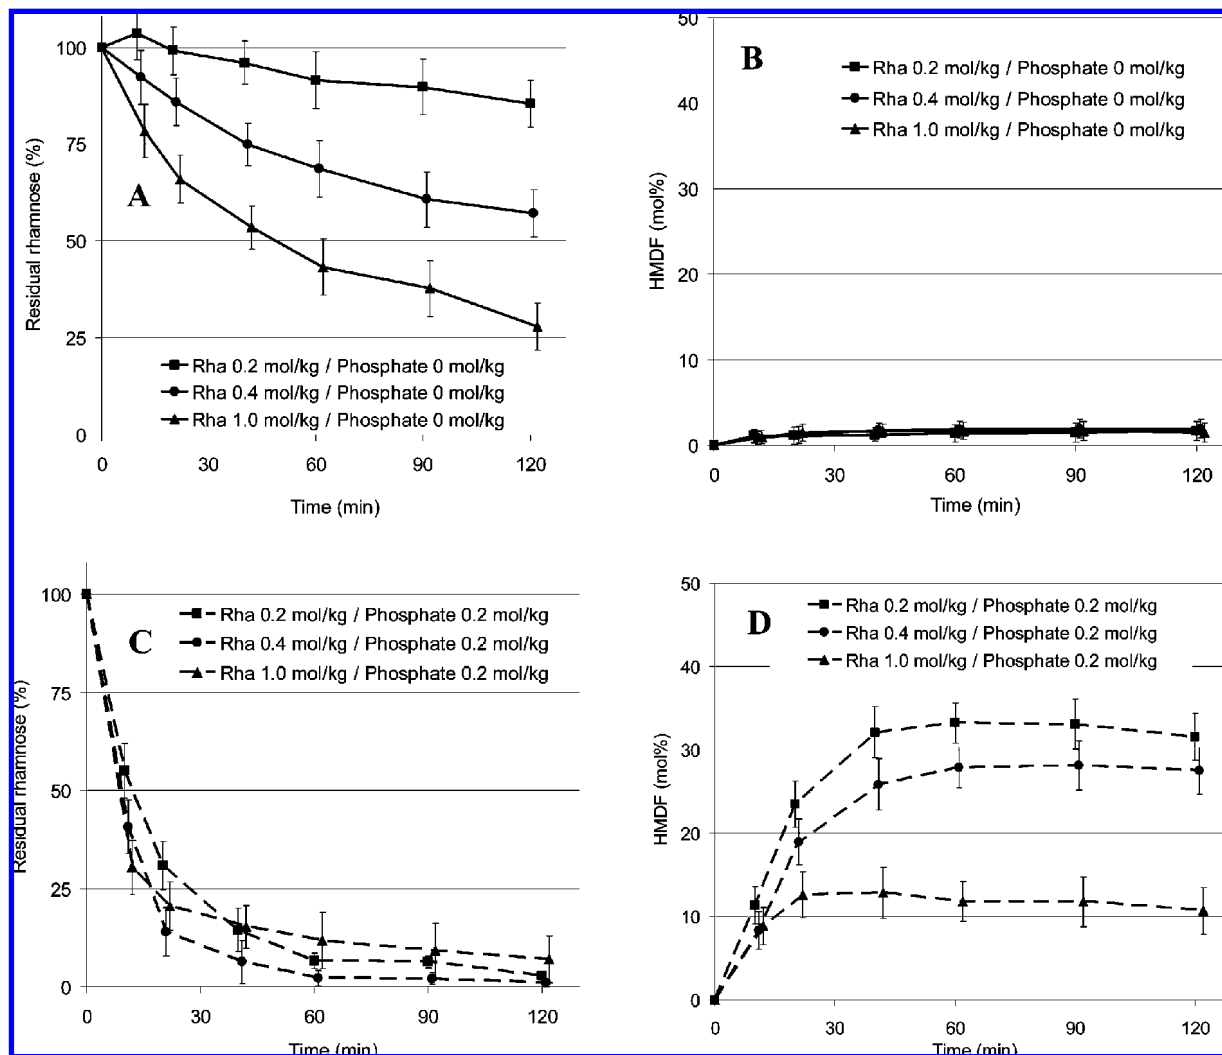 100
75
50
25
0
Residual rhamnose (%)
A
Rha 0.2 mol/kg / Phosphate 0 mol/kg
Rha 0.4 mol/kg / Phosphate 0 mol/kg
Rha 1.0 mol/kg / Phosphate 0 mol/kg
0 30 60 90 120
Time (min)
50
40
30
20
10
0
HMDF (mol%)
B
Rha 0.2 mol/kg / Phosphate 0 mol/kg
Rha 0.4 mol/kg / Phosphate 0 mol/kg
Rha 1.0 mol/kg / Phosphate 0 mol/kg
0 30 60 90 120
Time (min)
100
75
50
25
0
Residual rhamnose (%)
C
Rha 0.2 mol/kg / Phosphate 0.2 mol/kg
Rha 0.4 mol/kg / Phosphate 0.2 mol/kg
Rha 1.0 mol/kg / Phosphate 0.2 mol/kg
0 30 60 90 120
Time (min)
50
40
30
20
10
0
HMDF (mol%)
D
Rha 0.2 mol/kg / Phosphate 0.2 mol/kg
Rha 0.4 mol/kg / Phosphate 0.2 mol/kg
Rha 1.0 mol/kg / Phosphate 0.2 mol/kg
0 30 60 90 120
Time (min)